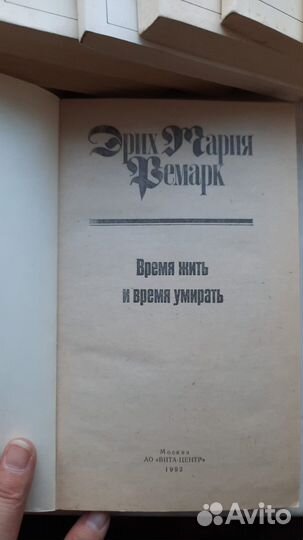 Эрих Мария
Ремарк
Время жить
и время умирать
Москва
АО «ВИТА-ЦЕНТР»
1992
Avito